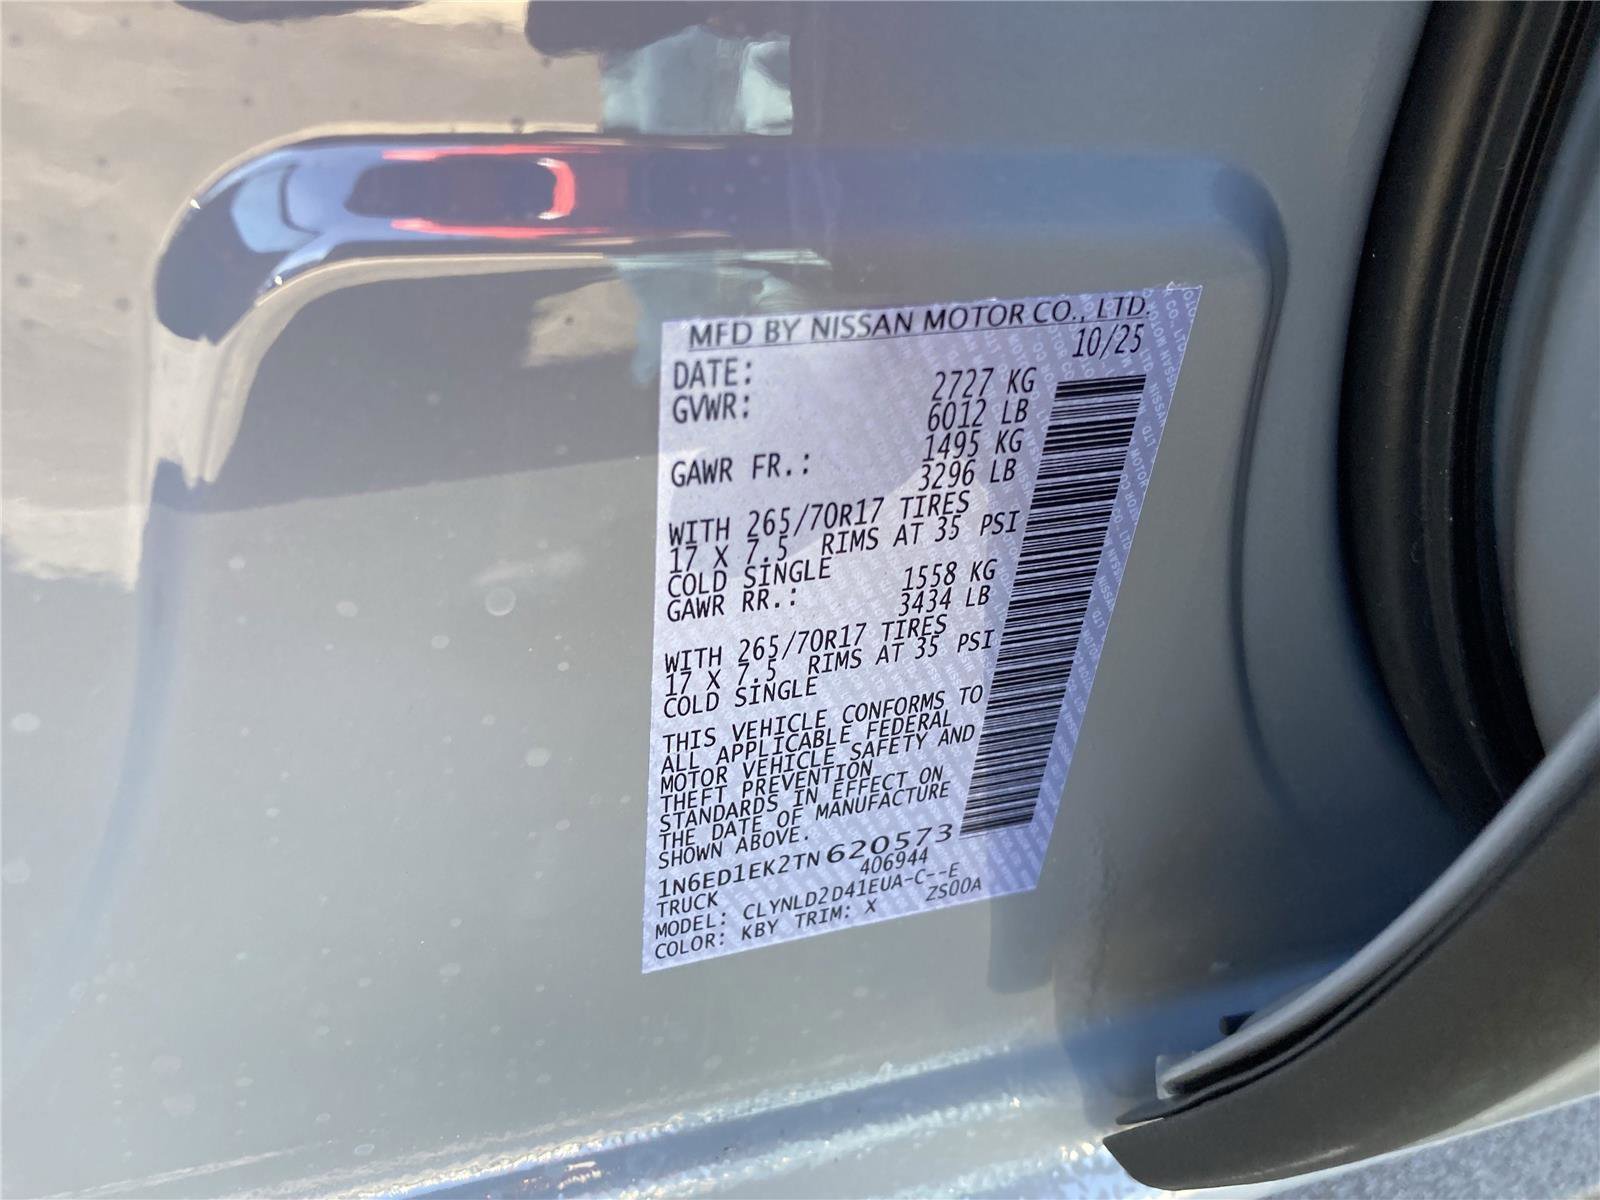 MFD BY NISSAN MOTOR CO., LTD.
DATE: 10/25
GVWR: 2727 KG
6012 LB
GAWR FR.: 1495 KG
3296 LB
WITH 265/70R17 TIRES
17 X 7.5 RIMS AT 35 PSI
COLD SINGLE
GAWR RR.: 1558 KG
3434 LB
WITH 265/70R17 TIRES
17 X 7.5 RIMS AT 35 PSI
COLD SINGLE
THIS VEHICLE CONFORMS TO
ALL APPLICABLE FEDERAL
MOTOR VEHICLE SAFETY AND
THEFT PREVENTION
STANDARDS IN EFFECT ON
THE DATE OF MANUFACTURE
SHOWN ABOVE.
1N6ED1EK2TN620573
TRUCK 406944
MODEL: CLYNLD2D41EUA-C--E
COLOR: KBY TRIM: X ZS00A